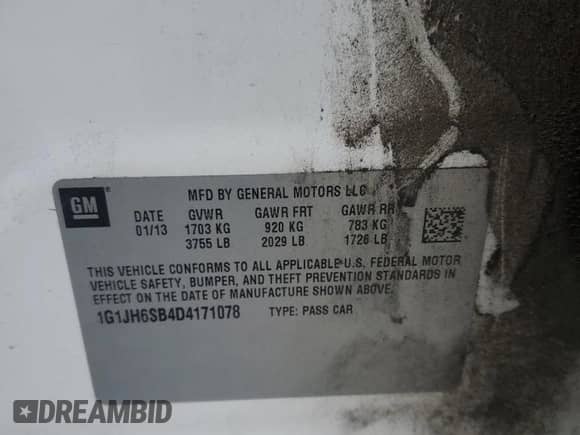 GM
MFD BY GENERAL MOTORS LLC
DATE GVWR GAWR FRT GAWR RR
01/13 1703 KG 920 KG 783 KG
3755 LB 2029 LB 1726 LB
THIS VEHICLE CONFORMS TO ALL APPLICABLE U.S. FEDERAL MOTOR
VEHICLE SAFETY, BUMPER, AND THEFT PREVENTION STANDARDS IN
EFFECT ON THE DATE OF MANUFACTURE SHOWN ABOVE.
1G1JH6SB4D4171078 TYPE: PASS CAR
DREAMBID